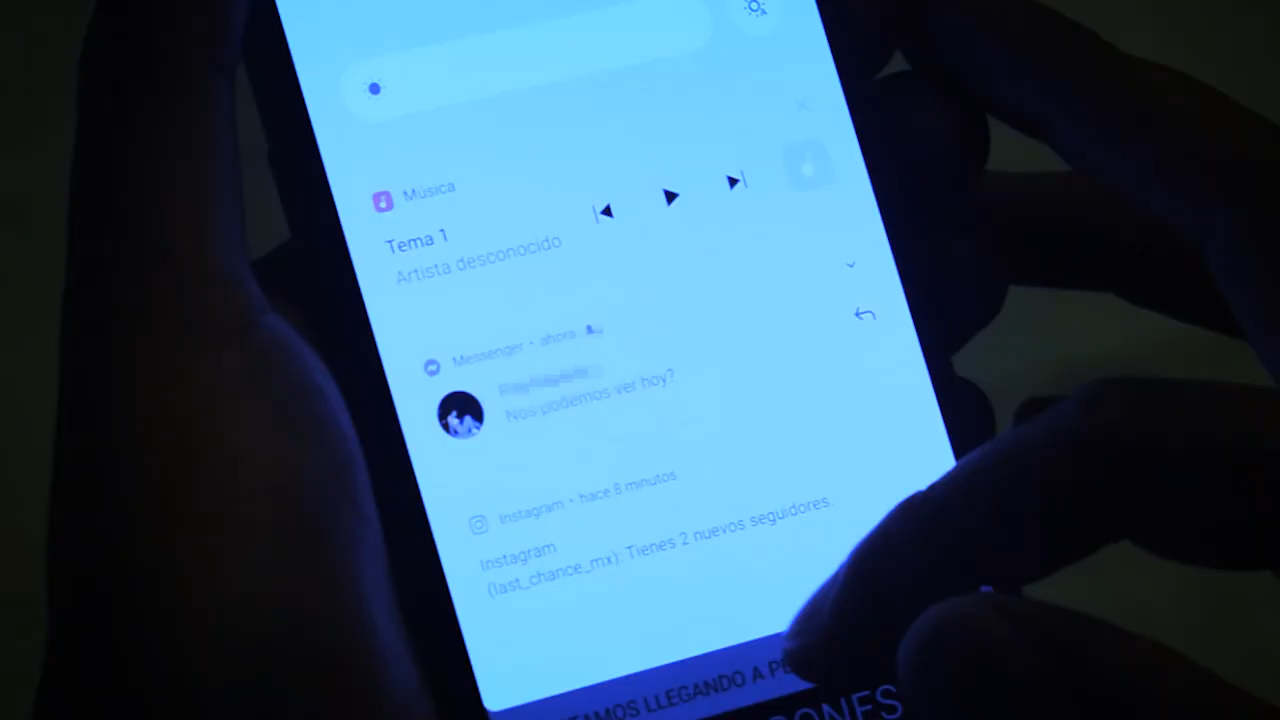 Música
Tema 1
Artista desconocido
Messenger • ahora
Nos podemos ver hoy?
Instagram • hace 8 minutos
Instagram
(last_chance_mx): Tienes 2 nuevos seguidores.
LLEGANDO A